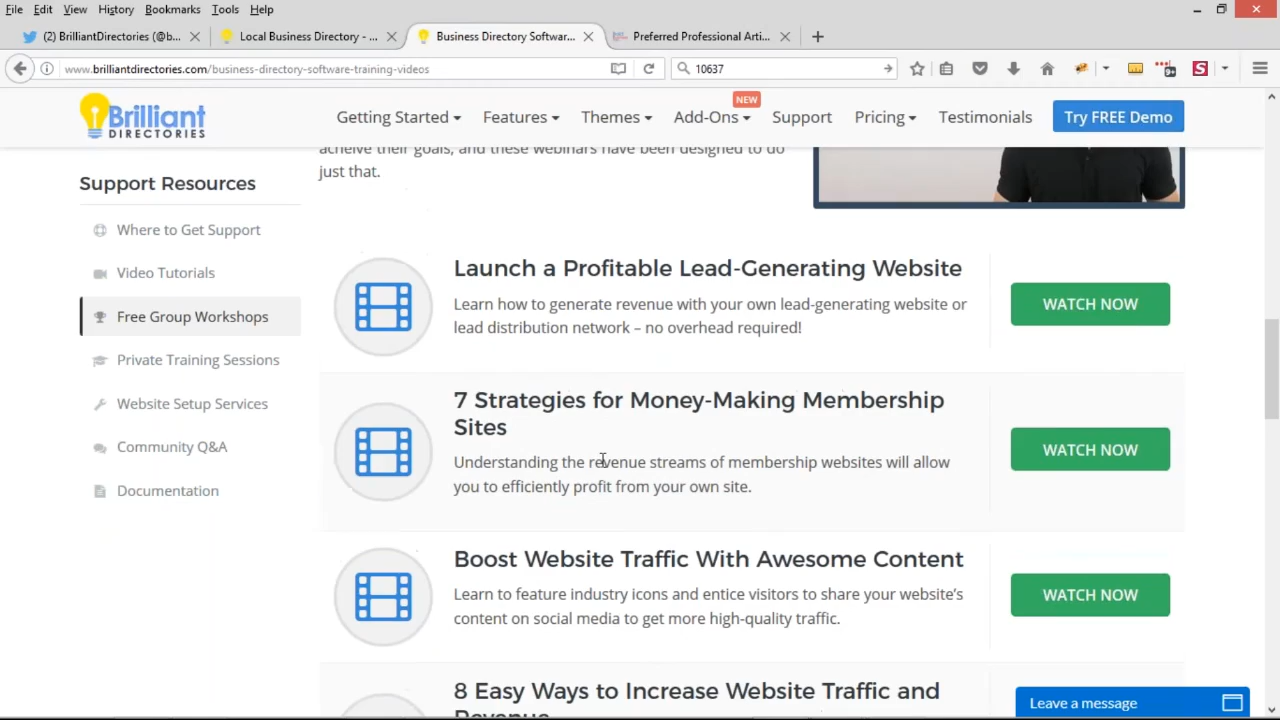 File Edit View History Bookmarks Tools Help
(2) BrilliantDirectories (@b...
Local Business Directory - ...
Business Directory Softwar...
Preferred Professional Arti...
www.brilliantdirectories.com/business-directory-software-training-videos
10637
Brilliant
DIRECTORIES
Getting Started
Features
Themes
Add-Ons
NEW
Support
Pricing
Testimonials
Try FREE Demo
acheive their goals, and these webinars have been designed to do
just that.
Support Resources
Where to Get Support
Video Tutorials
Free Group Workshops
Private Training Sessions
Website Setup Services
Community Q&A
Documentation
Launch a Profitable Lead-Generating Website
Learn how to generate revenue with your own lead-generating website or
lead distribution network – no overhead required!
WATCH NOW
7 Strategies for Money-Making Membership
Sites
Understanding the revenue streams of membership websites will allow
you to efficiently profit from your own site.
WATCH NOW
Boost Website Traffic With Awesome Content
Learn to feature industry icons and entice visitors to share your website's
content on social media to get more high-quality traffic.
WATCH NOW
8 Easy Ways to Increase Website Traffic and
Revenue
Leave a message